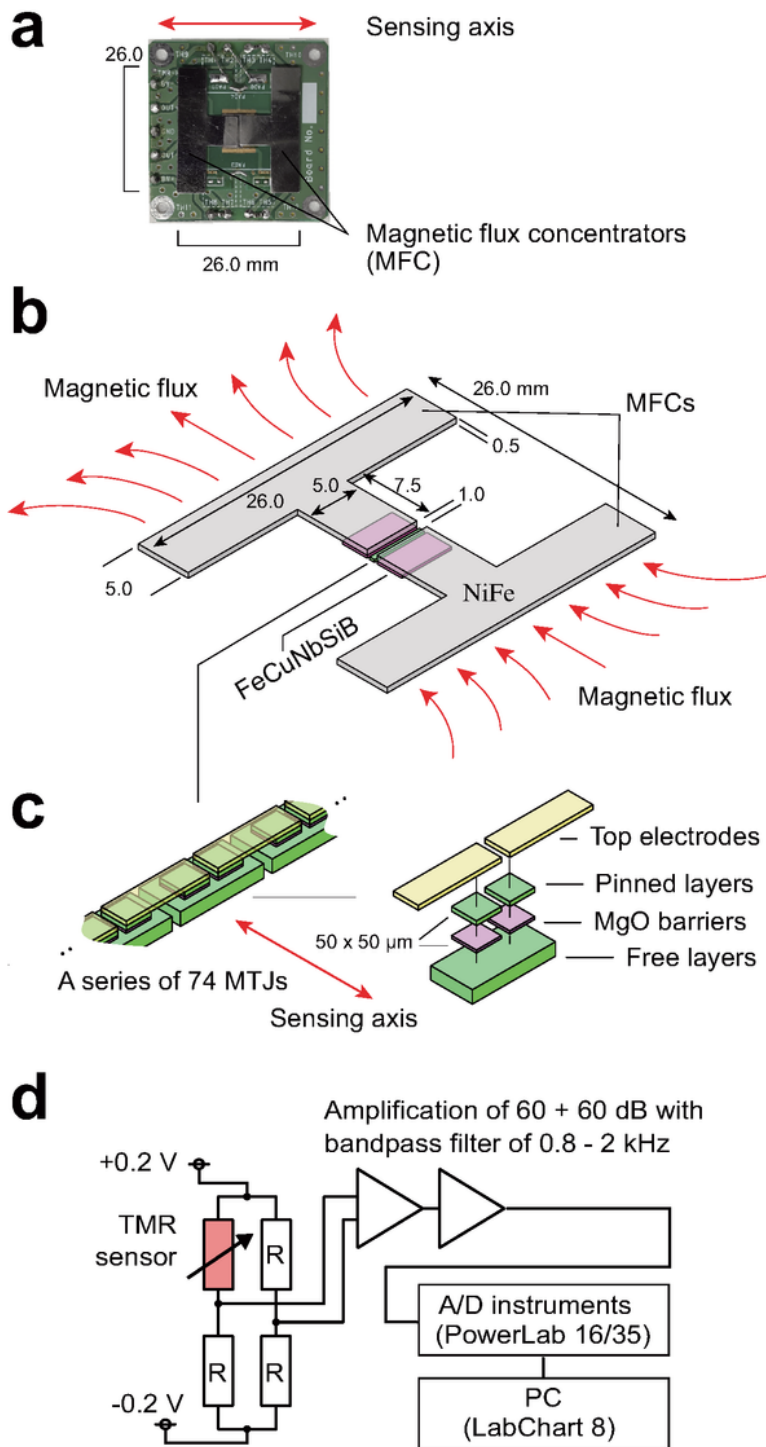 a
Sensing axis
26.0
Board No.
26.0 mm
Magnetic flux concentrators
(MFC)
b
Magnetic flux
26.0 mm
MFCs
0.5
7.5
5.0
1.0
26.0
5.0
NiFe
FeCuNbSiB
Magnetic flux
c
Top electrodes
Pinned layers
MgO barriers
50 x 50 µm
Free layers
A series of 74 MTJs
Sensing axis
d
Amplification of 60 + 60 dB with
bandpass filter of 0.8 - 2 kHz
+0.2 V
TMR
sensor
R
R
R
-0.2 V
A/D instruments
(PowerLab 16/35)
PC
(LabChart 8)